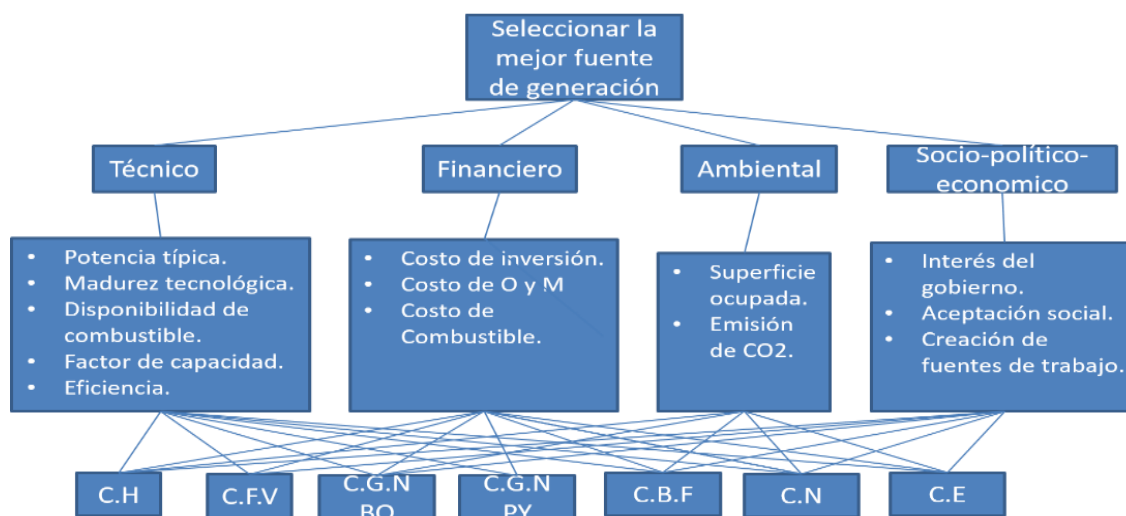 Seleccionar la
mejor fuente
de generación
Técnico
Financiero
Ambiental
Socio-político-
economico
• Potencia típica.
• Madurez tecnológica.
• Disponibilidad de
combustible.
• Factor de capacidad.
• Eficiencia.
• Costo de inversión.
• Costo de O y M
• Costo de
Combustible.
• Superficie
ocupada.
• Emisión
de CO2.
• Interés del
gobierno.
• Aceptación social.
• Creación de
fuentes de trabajo.
C.H
C.F.V
C.G.N
BO
C.G.N
PY
C.B.F
C.N
C.E